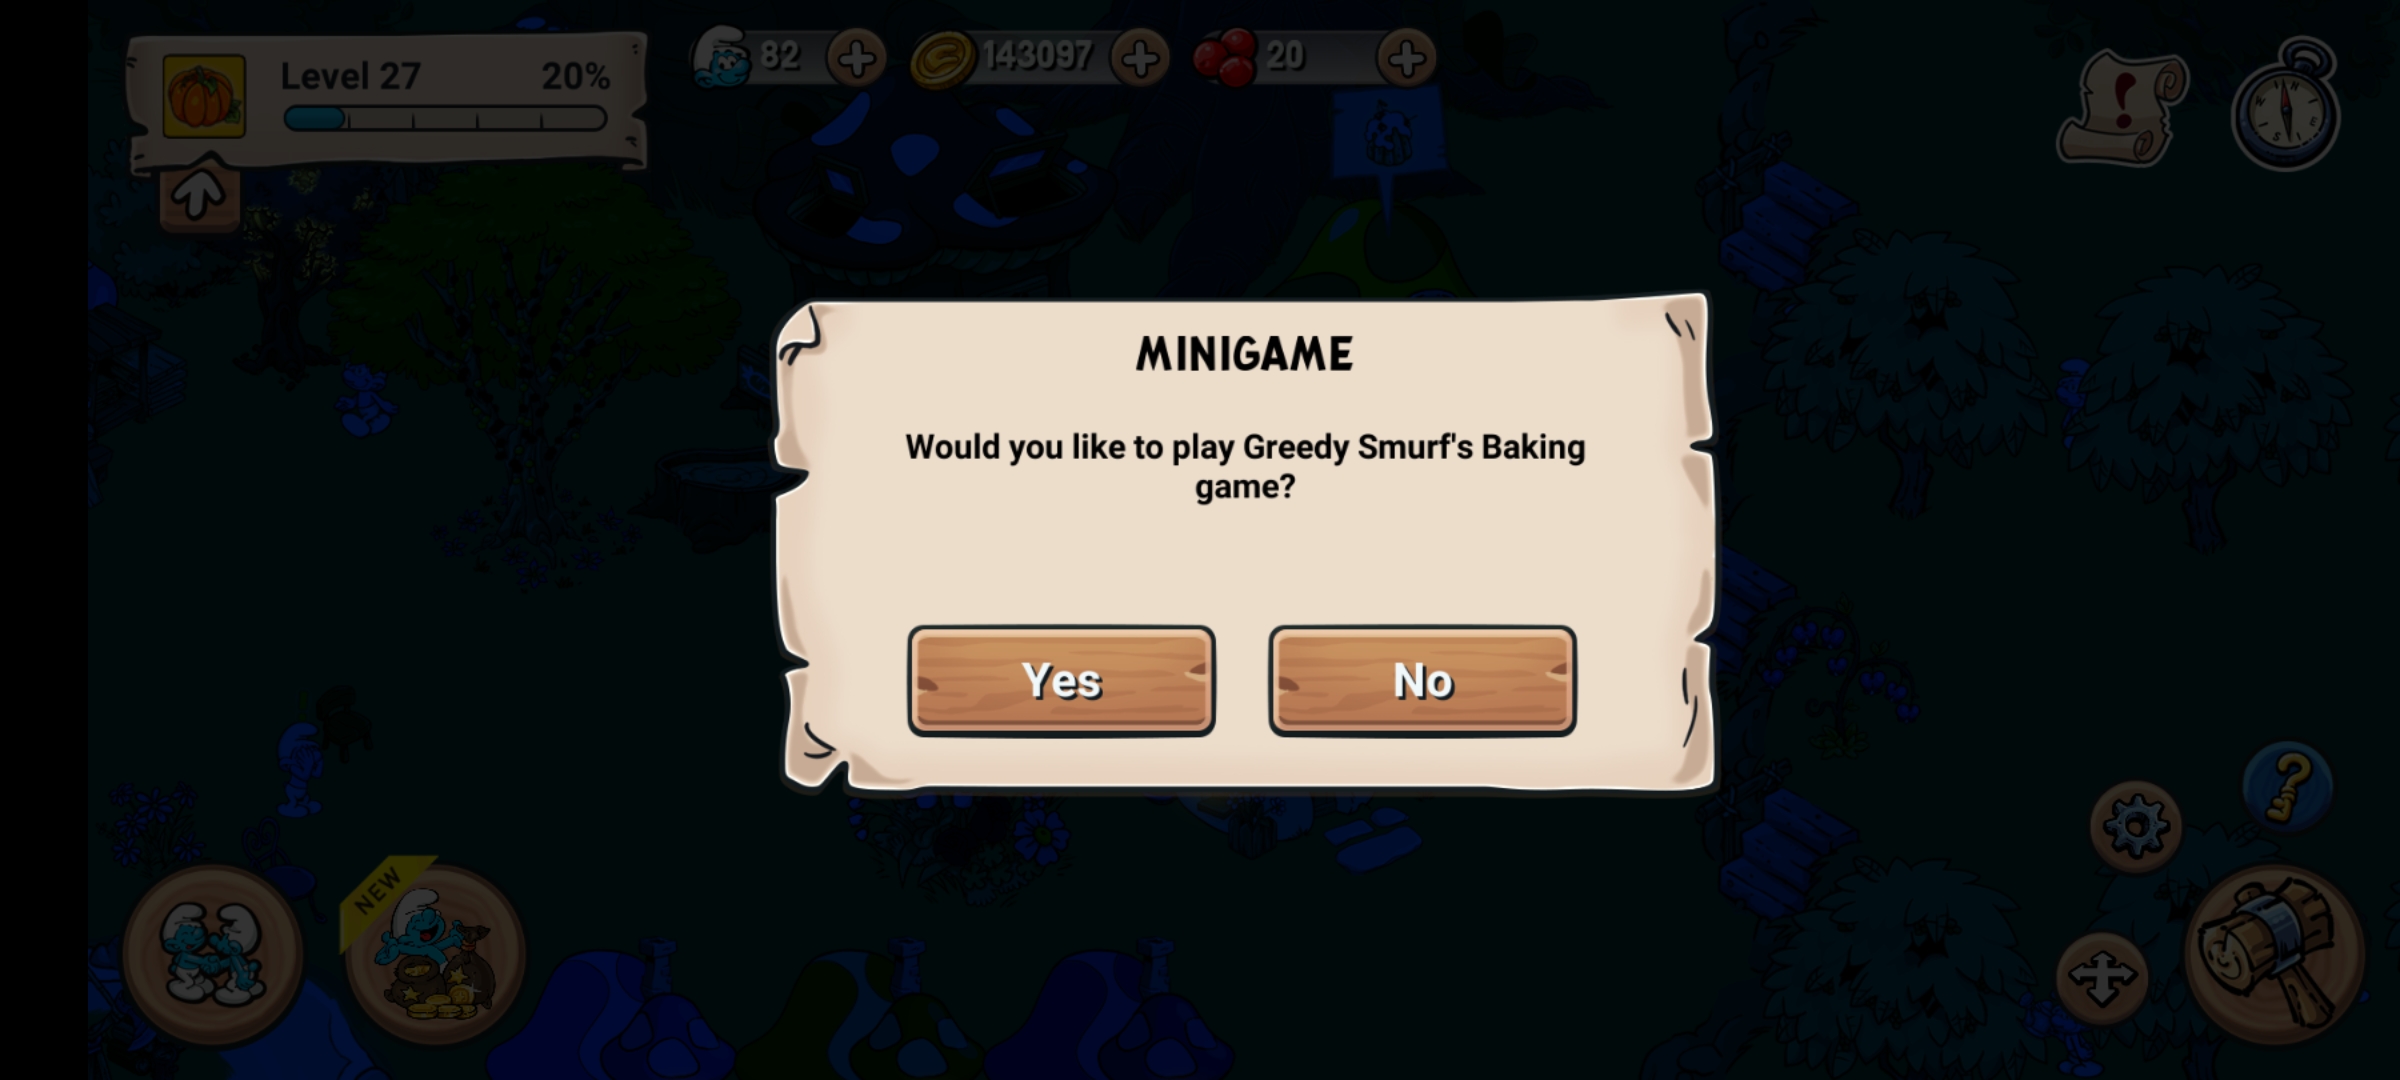 Level 27 20%
82
143097
20
MINIGAME
Would you like to play Greedy Smurf's Baking
game?
Yes
No
NEW